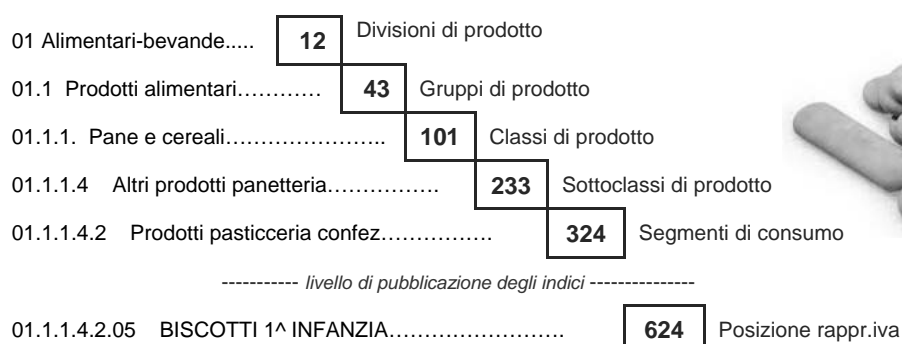 01 Alimentari-bevande..... 12 Divisioni di prodotto
01.1 Prodotti alimentari………… 43 Gruppi di prodotto
01.1.1. Pane e cereali………………….. 101 Classi di prodotto
01.1.1.4 Altri prodotti panetteria……………. 233 Sottoclassi di prodotto
01.1.1.4.2 Prodotti pasticceria confez……………. 324 Segmenti di consumo
----------- livello di pubblicazione degli indici ---------------
01.1.1.4.2.05 BISCOTTI 1^ INFANZIA……………………. 624 Posizione rappr.iva